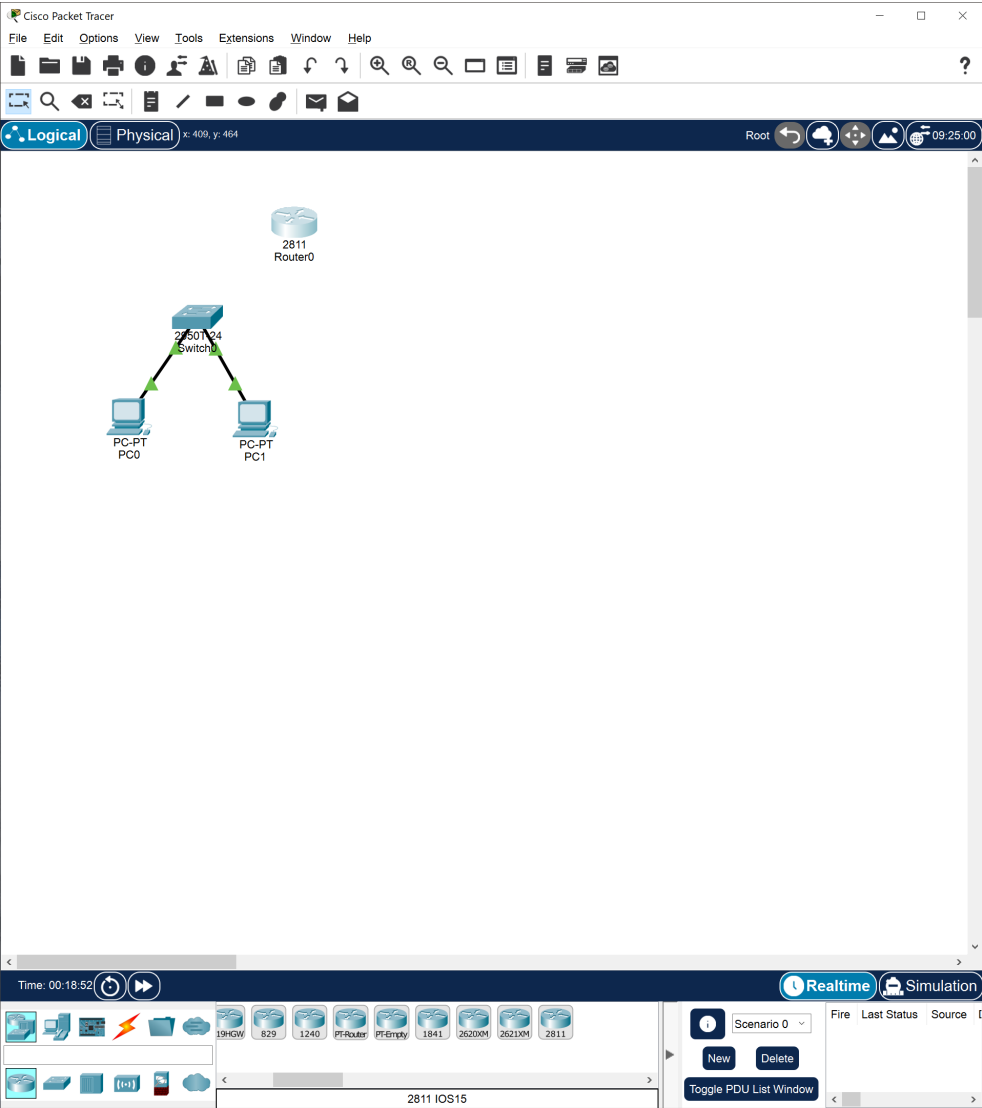 Cisco Packet Tracer
File Edit Options View Tools Extensions Window Help
?
Logical Physical x: 409, y: 464 Root 09:25:00
2811
Router0
2950T-24
Switch0
PC-PT
PC0
PC-PT
PC1
Time: 00:18:52 Realtime Simulation
19HGW 829 1240 PT-Router PT-Empty 1841 2620XM 2621XM 2811
2811 IOS15
Scenario 0
New Delete
Toggle PDU List Window
Fire Last Status Source D